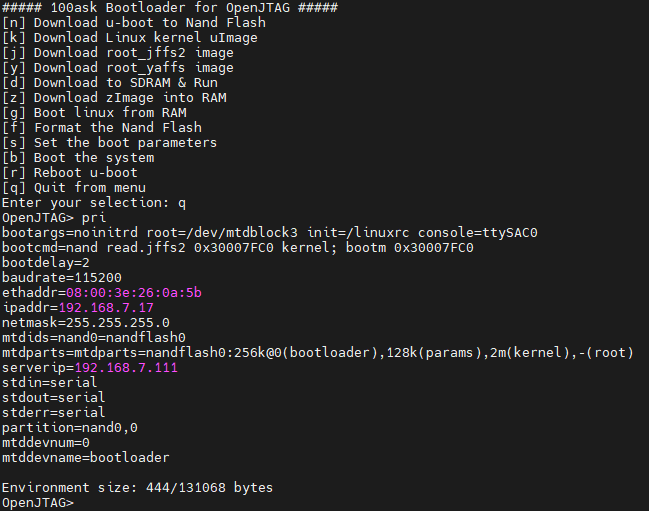 ##### 100ask Bootloader for OpenJTAG #####
[n] Download u-boot to Nand Flash
[k] Download Linux kernel uImage
[j] Download root_jffs2 image
[y] Download root_yaffs image
[d] Download to SDRAM & Run
[z] Download zImage into RAM
[g] Boot linux from RAM
[f] Format the Nand Flash
[s] Set the boot parameters
[b] Boot the system
[r] Reboot u-boot
[q] Quit from menu
Enter your selection: q
OpenJTAG> pri
bootargs=noinitrd root=/dev/mtdblock3 init=/linuxrc console=ttySAC0
bootcmd=nand read.jffs2 0x30007FC0 kernel; bootm 0x30007FC0
bootdelay=2
baudrate=115200
ethaddr=08:00:3e:26:0a:5b
ipaddr=192.168.7.17
netmask=255.255.255.0
mtdids=nand0=nandflash0
mtdparts=mtdparts=nandflash0:256k@0(bootloader),128k(params),2m(kernel),-(root)
serverip=192.168.7.111
stdin=serial
stdout=serial
stderr=serial
partition=nand0,0
mtddevnum=0
mtddevname=bootloader
Environment size: 444/131068 bytes
OpenJTAG>